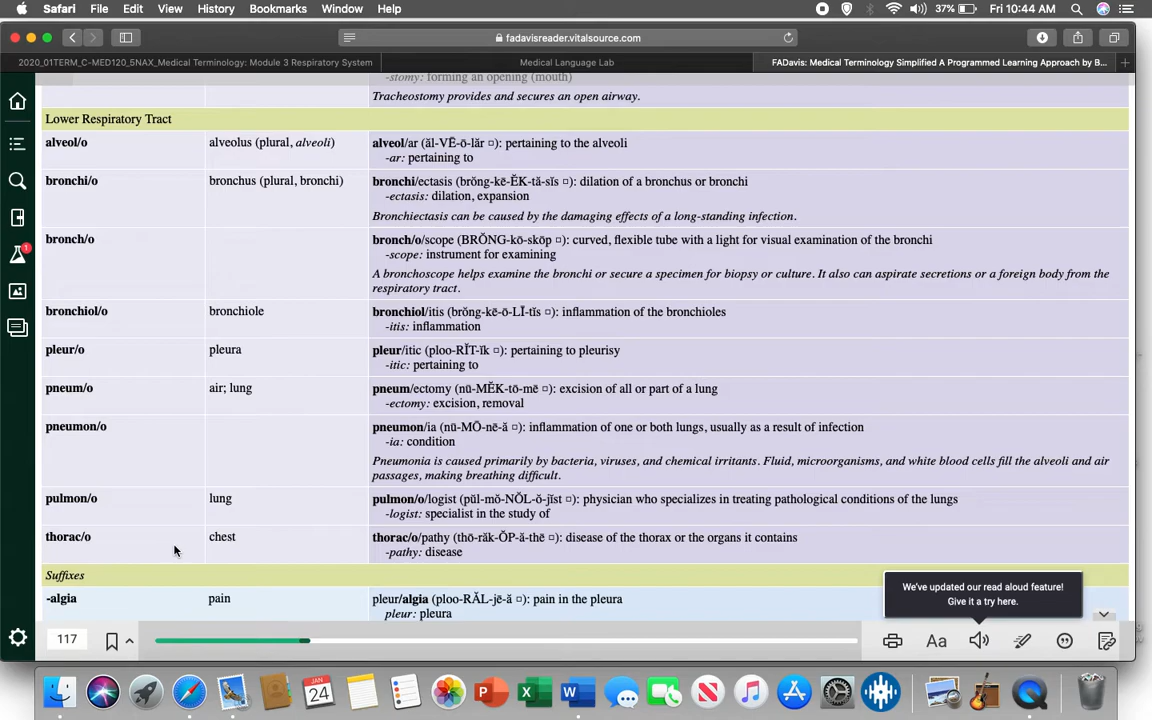 Safari File Edit View History Bookmarks Window Help 37% Fri 10:44 AM
fadavisreader.vitalsource.com
2020_01TERM_C-MED120_5NAX_Medical Terminology: Module 3 Respiratory System
Medical Language Lab
FADavis: Medical Terminology Simplified A Programmed Learning Approach by B...
-stomy: forming an opening (mouth)
Tracheostomy provides and secures an open airway.
Lower Respiratory Tract
alveol/o alveolus (plural, alveoli) alveol/ar (ăl-VĒ-ō-lăr ¤): pertaining to the alveoli
-ar: pertaining to
bronchi/o bronchus (plural, bronchi) bronchi/ectasis (brŏng-kē-ĔK-tă-sĭs ¤): dilation of a bronchus or bronchi
-ectasis: dilation, expansion
Bronchiectasis can be caused by the damaging effects of a long-standing infection.
bronch/o bronch/o/scope (BRŎNG-kō-skōp ¤): curved, flexible tube with a light for visual examination of the bronchi
-scope: instrument for examining
A bronchoscope helps examine the bronchi or secure a specimen for biopsy or culture. It also can aspirate secretions or a foreign body from the
respiratory tract.
bronchiol/o bronchiole bronchiol/itis (brŏng-kē-ō-LĪ-tĭs ¤): inflammation of the bronchioles
-itis: inflammation
pleur/o pleura pleur/itic (ploo-RĬT-ĭk ¤): pertaining to pleurisy
-itic: pertaining to
pneum/o air; lung pneum/ectomy (nū-MĔK-tō-mē ¤): excision of all or part of a lung
-ectomy: excision, removal
pneumon/o pneumon/ia (nū-MŌ-nē-ă ¤): inflammation of one or both lungs, usually as a result of infection
-ia: condition
Pneumonia is caused primarily by bacteria, viruses, and chemical irritants. Fluid, microorganisms, and white blood cells fill the alveoli and air
passages, making breathing difficult.
pulmon/o lung pulmon/o/logist (pŭl-mŏ-NŎL-ŏ-jĭst ¤): physician who specializes in treating pathological conditions of the lungs
-logist: specialist in the study of
thorac/o chest thorac/o/pathy (thō-răk-ŎP-ă-thē ¤): disease of the thorax or the organs it contains
-pathy: disease
Suffixes
-algia pain pleur/algia (ploo-RĂL-jē-ă ¤): pain in the pleura
pleur: pleura
We've updated our read aloud feature!
Give it a try here.
1
117
Aa
24